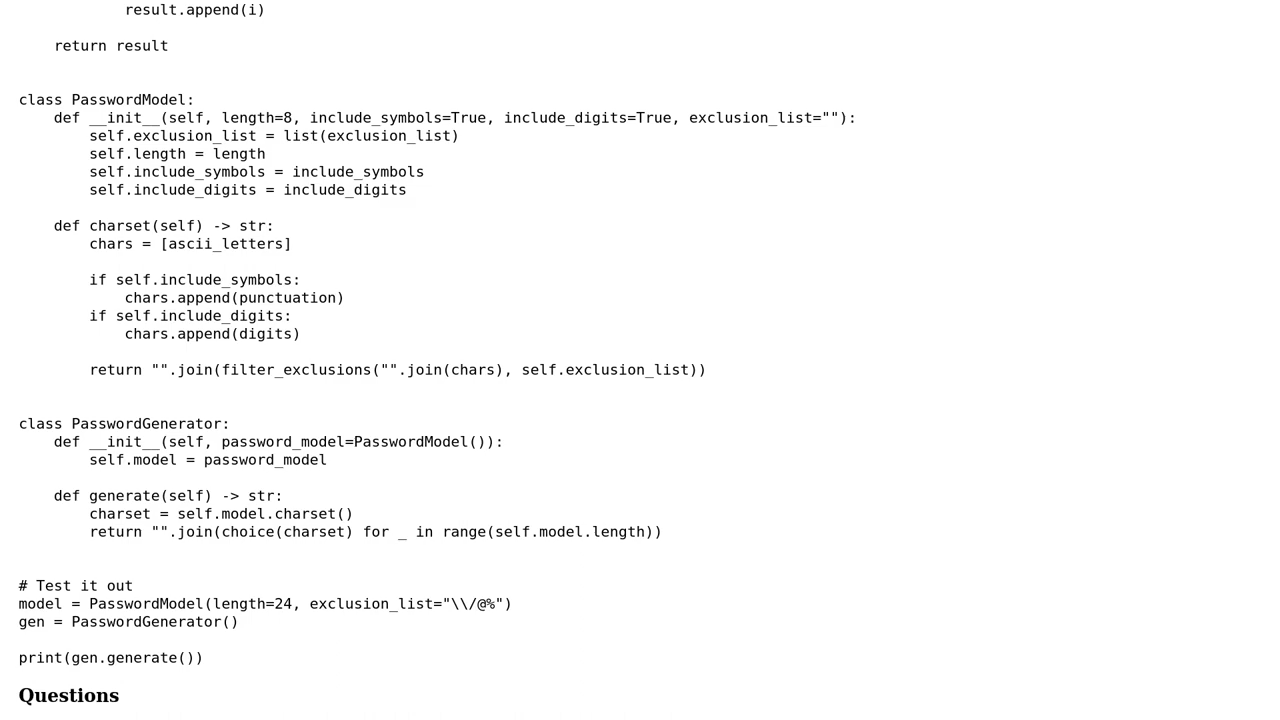 result.append(i)
    return result
class PasswordModel:
    def __init__(self, length=8, include_symbols=True, include_digits=True, exclusion_list=""):
        self.exclusion_list = list(exclusion_list)
        self.length = length
        self.include_symbols = include_symbols
        self.include_digits = include_digits
    def charset(self) -> str:
        chars = [ascii_letters]
        if self.include_symbols:
            chars.append(punctuation)
        if self.include_digits:
            chars.append(digits)
        return "".join(filter_exclusions("".join(chars), self.exclusion_list))
class PasswordGenerator:
    def __init__(self, password_model=PasswordModel()):
        self.model = password_model
    def generate(self) -> str:
        charset = self.model.charset()
        return "".join(choice(charset) for _ in range(self.model.length))
# Test it out
model = PasswordModel(length=24, exclusion_list="\\/@%")
gen = PasswordGenerator()
print(gen.generate())
Questions